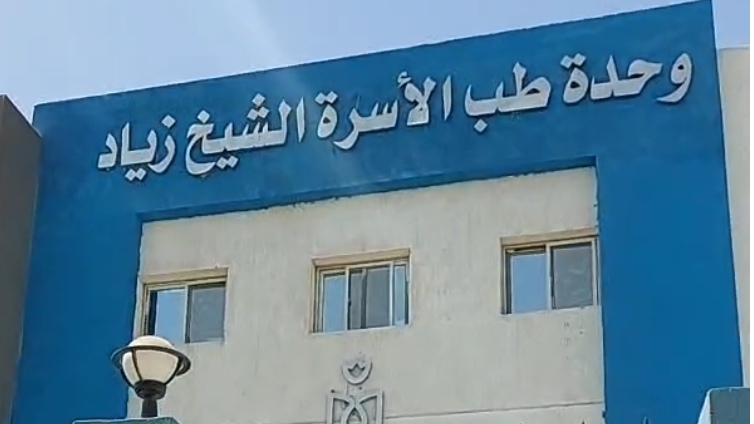 وحدة طب الأسرة الشيخ زياد